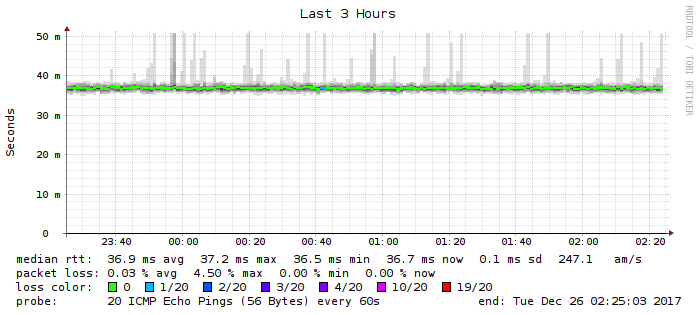 Last 3 Hours
RRDTOOL / TOBI OETIKER
Seconds
50 m
40 m
30 m
20 m
10 m
0
23:40 00:00 00:20 00:40 01:00 01:20 01:40 02:00 02:20
median rtt: 36.9 ms avg 37.2 ms max 36.5 ms min 36.7 ms now 0.1 ms sd 247.1 am/s
packet loss: 0.03 % avg 4.50 % max 0.00 % min 0.00 % now
loss color: 0 1/20 2/20 3/20 4/20 10/20 19/20
probe: 20 ICMP Echo Pings (56 Bytes) every 60s end: Tue Dec 26 02:25:03 2017